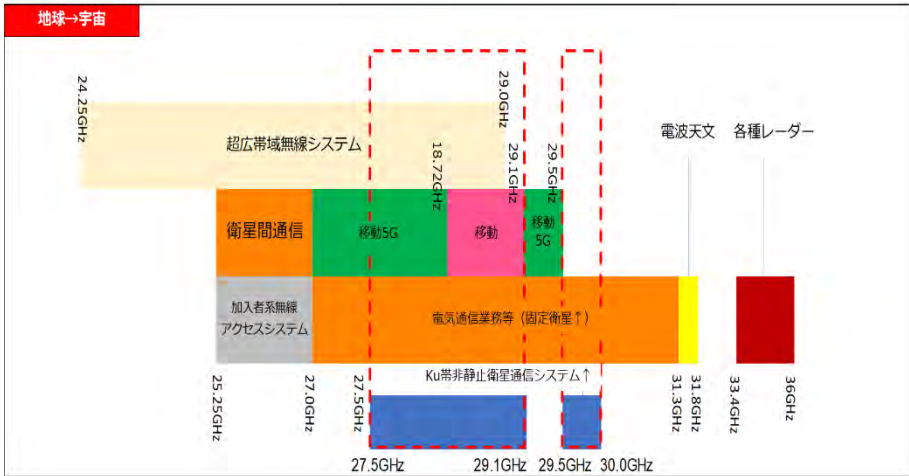 地球→宇宙
24.25GHz
29.0GHz
超広帯域無線システム
18.72GHz
29.1GHz
29.5GHz
電波天文
各種レーダー
衛星間通信
移動5G
移動
移動
5G
加入者系無線
アクセスシステム
電気通信業務等（固定衛星↑）
Ku帯非静止衛星通信システム↑
25.25GHz
27.0GHz
27.5GHz
31.3GHz
31.8GHz
33.4GHz
36GHz
27.5GHz
29.1GHz
29.5GHz
30.0GHz